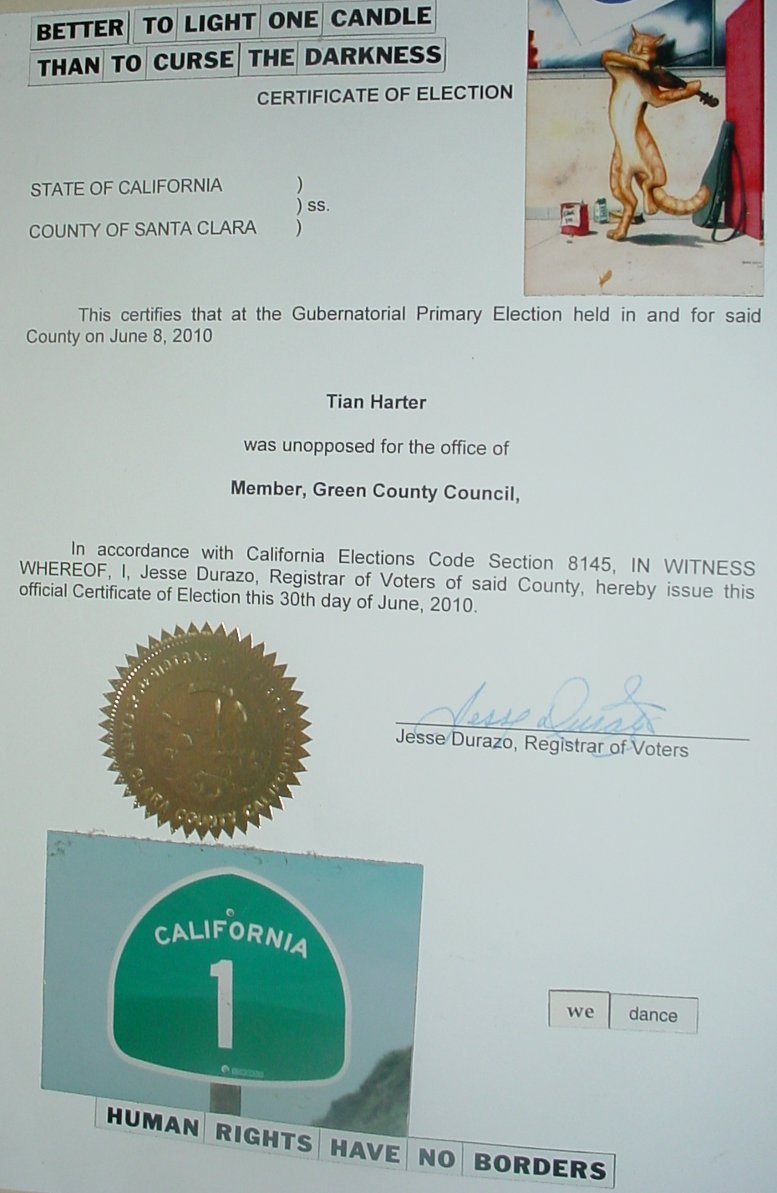 BETTER TO LIGHT ONE CANDLE
THAN TO CURSE THE DARKNESS
CERTIFICATE OF ELECTION
STATE OF CALIFORNIA )
) ss.
COUNTY OF SANTA CLARA )
This certifies that at the Gubernatorial Primary Election held in and for said
County on June 8, 2010
Tian Harter
was unopposed for the office of
Member, Green County Council,
In accordance with California Elections Code Section 8145, IN WITNESS
WHEREOF, I, Jesse Durazo, Registrar of Voters of said County, hereby issue this
official Certificate of Election this 30th day of June, 2010.
Jesse Durazo
Jesse Durazo, Registrar of Voters
CLARA COUNTY CALIFORNIA
CALIFORNIA
1
we dance
HUMAN RIGHTS HAVE NO BORDERS